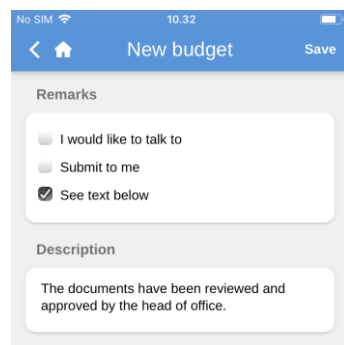 No SIM 10.32
New budget Save
Remarks
I would like to talk to
Submit to me
See text below
Description
The documents have been reviewed and
approved by the head of office.